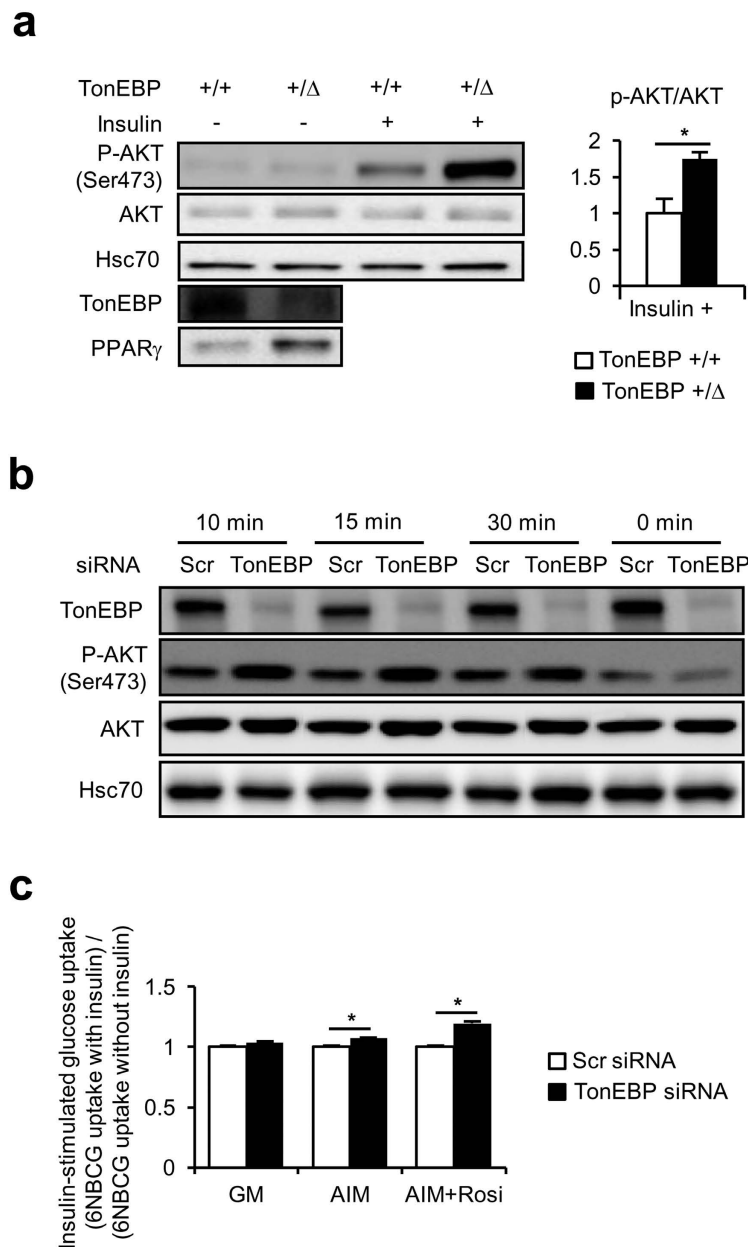 a
TonEBP +/+ +/Δ +/+ +/Δ
Insulin - - + +
P-AKT
(Ser473)
AKT
Hsc70
TonEBP
PPARγ
p-AKT/AKT
*
2
1.5
1
0.5
0
Insulin +
TonEBP +/+
TonEBP +/Δ
b
10 min 15 min 30 min 0 min
siRNA Scr TonEBP Scr TonEBP Scr TonEBP Scr TonEBP
TonEBP
P-AKT
(Ser473)
AKT
Hsc70
c
Insulin-stimulated glucose uptake
(6NBCG uptake with insulin) /
(6NBCG uptake without insulin)
1.5
1
0.5
0
* *
GM AIM AIM+Rosi
Scr siRNA
TonEBP siRNA